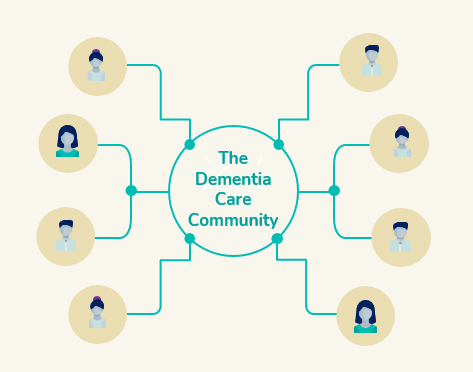 The
Dementia
Care
Community